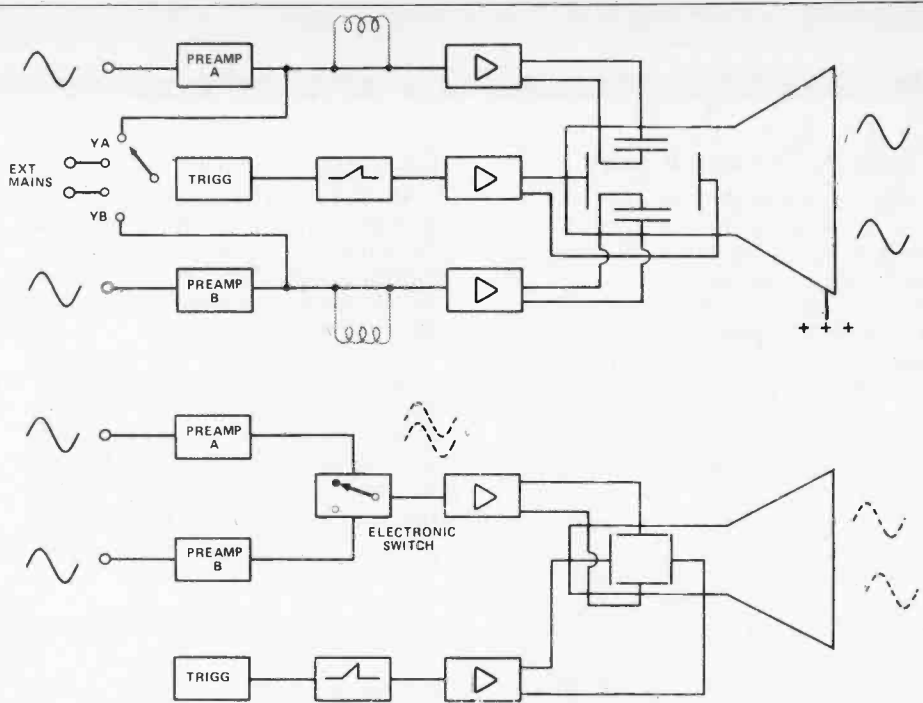 PREAMP
A
YA
EXT
MAINS
TRIGG
YB
PREAMP
B
+ + +
PREAMP
A
ELECTRONIC
SWITCH
PREAMP
B
TRIGG